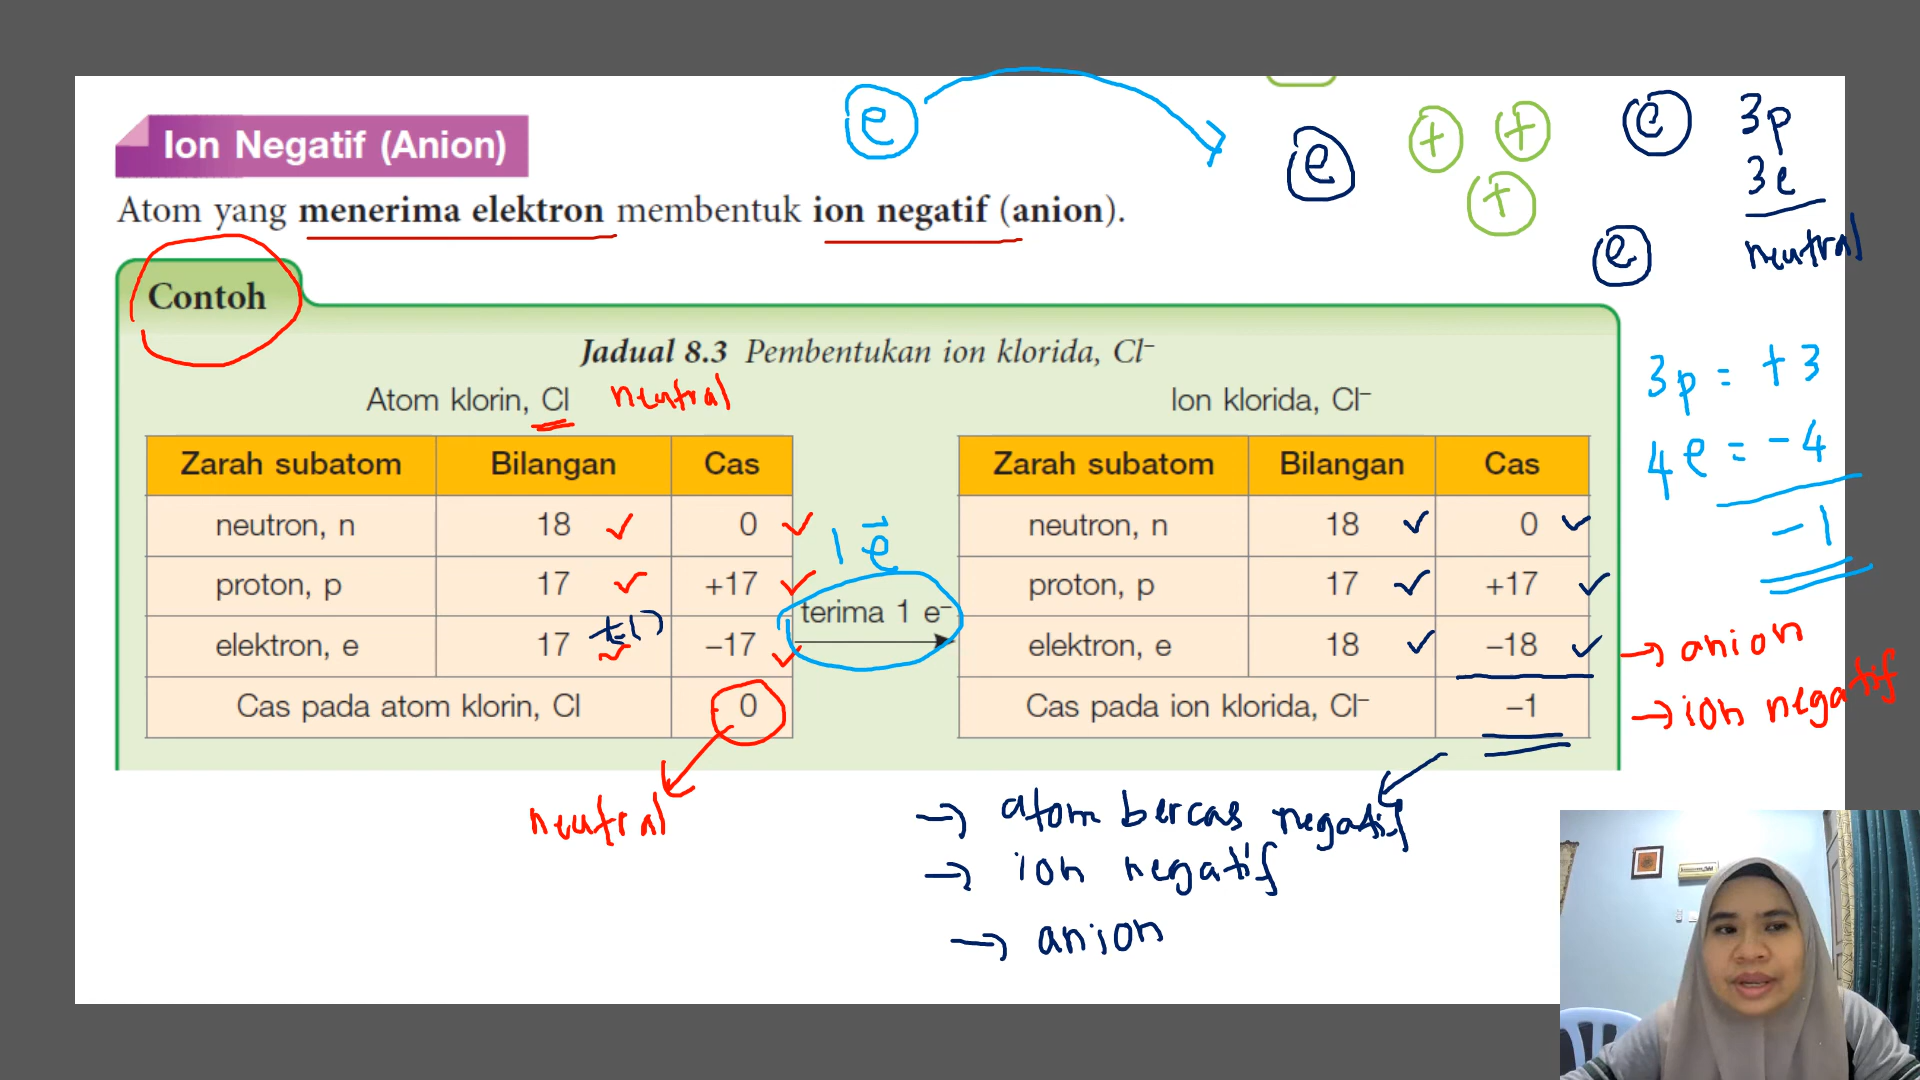 Ion Negatif (Anion)
Atom yang menerima elektron membentuk ion negatif (anion).
e
e
+ + +
e
e
3p
3e
neutral
Contoh
Jadual 8.3 Pembentukan ion klorida, Cl⁻
Atom klorin, Cl neutral
Zarah subatom Bilangan Cas
neutron, n 18 0
proton, p 17 +17
elektron, e 17 –17
Cas pada atom klorin, Cl 0
neutral
1 e
terima 1 e⁻
Ion klorida, Cl⁻
Zarah subatom Bilangan Cas
neutron, n 18 0
proton, p 17 +17
elektron, e 18 –18
Cas pada ion klorida, Cl⁻ –1
3p = +3
4e = -4
-1
→ anion
→ ion negatif
→ atom bercas negatif
→ ion negatif
→ anion